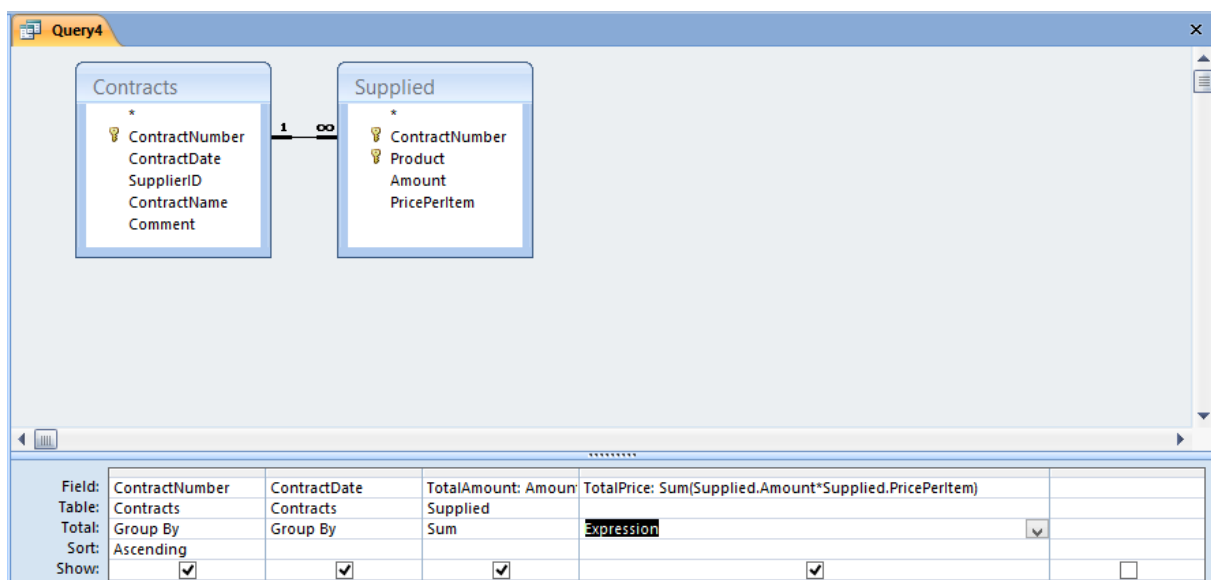 Query4
Contracts
*
ContractNumber
ContractDate
SupplierID
ContractName
Comment
1 ∞
Supplied
*
ContractNumber
Product
Amount
PricePerItem
Field: ContractNumber ContractDate TotalAmount: Amoun TotalPrice: Sum(Supplied.Amount*Supplied.PricePerItem)
Table: Contracts Contracts Supplied
Total: Group By Group By Sum Expression
Sort: Ascending
Show: